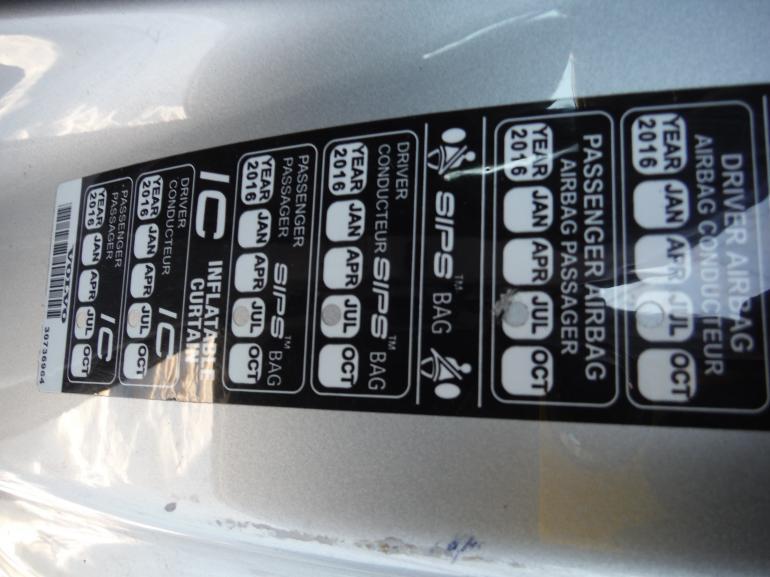 DRIVER AIRBAG
AIRBAG CONDUCTEUR
YEAR 2016 JAN APR JUL OCT
PASSENGER AIRBAG
AIRBAG PASSAGER
YEAR 2016 JAN APR JUL OCT
SIPS™ BAG
DRIVER
CONDUCTEUR SIPS™ BAG
YEAR 2016 JAN APR JUL OCT
PASSENGER
PASSAGER SIPS™ BAG
YEAR 2016 JAN APR JUL OCT
IC INFLATABLE
CURTAIN
DRIVER
CONDUCTEUR IC
YEAR 2016 JAN APR JUL OCT
PASSENGER
PASSAGER IC
YEAR 2016 JAN APR JUL OCT
VOLVO 30736964